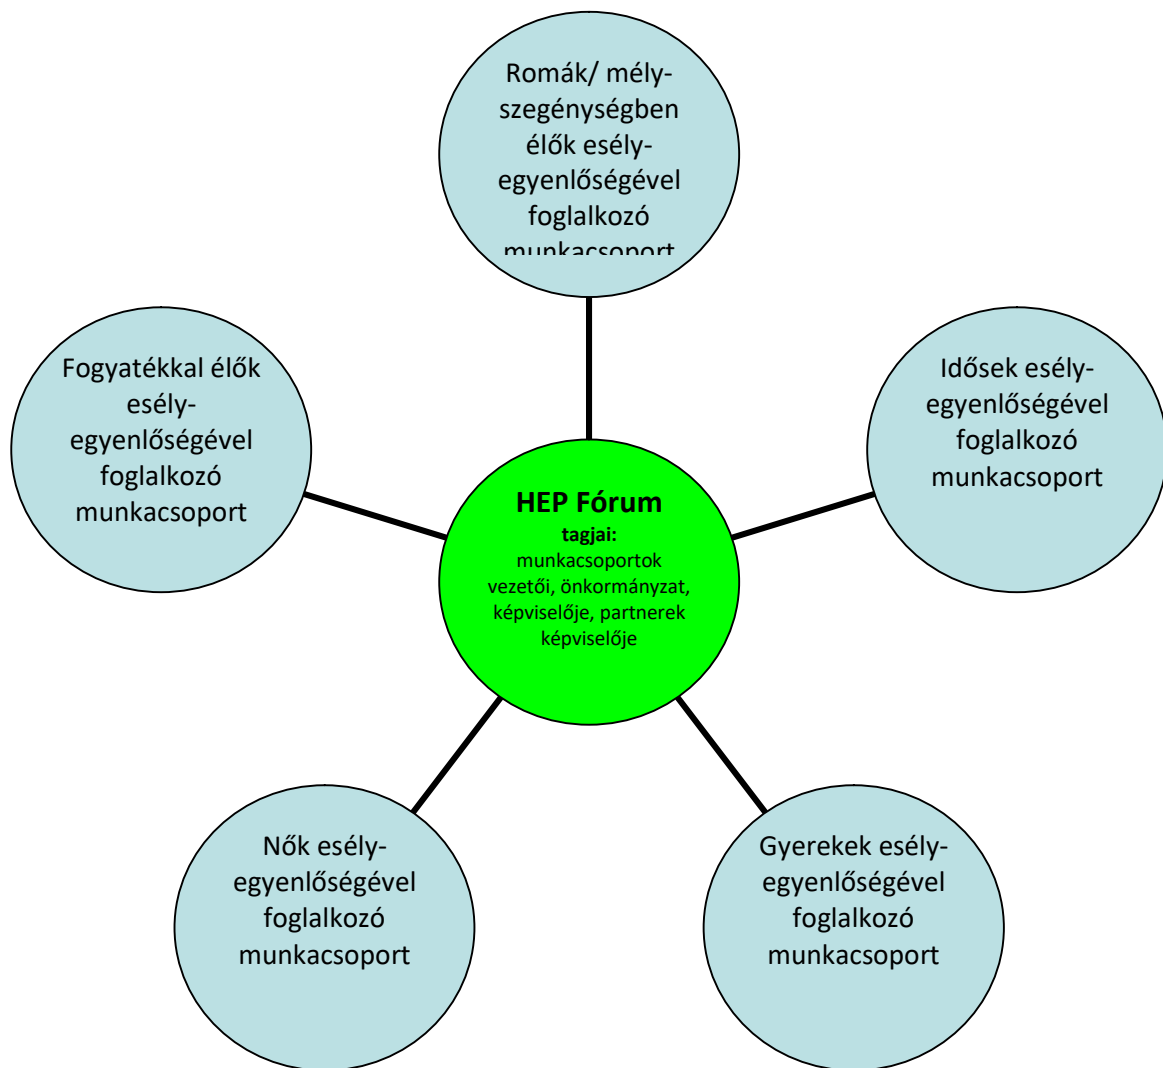 Romák/ mély-
szegénységben
élők esély-
egyenlőségével
foglalkozó
munkacsoport
Fogyatékkal élők
esély-
egyenlőségével
foglalkozó
munkacsoport
Idősek esély-
egyenlőségével
foglalkozó
munkacsoport
HEP Fórum
tagjai:
munkacsoportok
vezetői, önkormányzat,
képviselője, partnerek
képviselője
Nők esély-
egyenlőségével
foglalkozó
munkacsoport
Gyerekek esély-
egyenlőségével
foglalkozó
munkacsoport